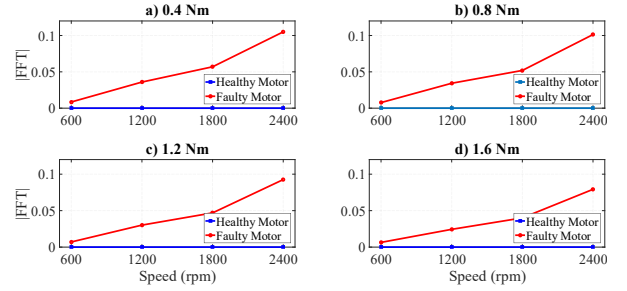 a) 0.4 Nm
|FFT|
0.1
0.05
0
600 1200 1800 2400
Healthy Motor
Faulty Motor
b) 0.8 Nm
0.1
0.05
0
600 1200 1800 2400
Healthy Motor
Faulty Motor
c) 1.2 Nm
|FFT|
0.1
0.05
0
600 1200 1800 2400
Speed (rpm)
Healthy Motor
Faulty Motor
d) 1.6 Nm
0.1
0.05
0
600 1200 1800 2400
Speed (rpm)
Healthy Motor
Faulty Motor